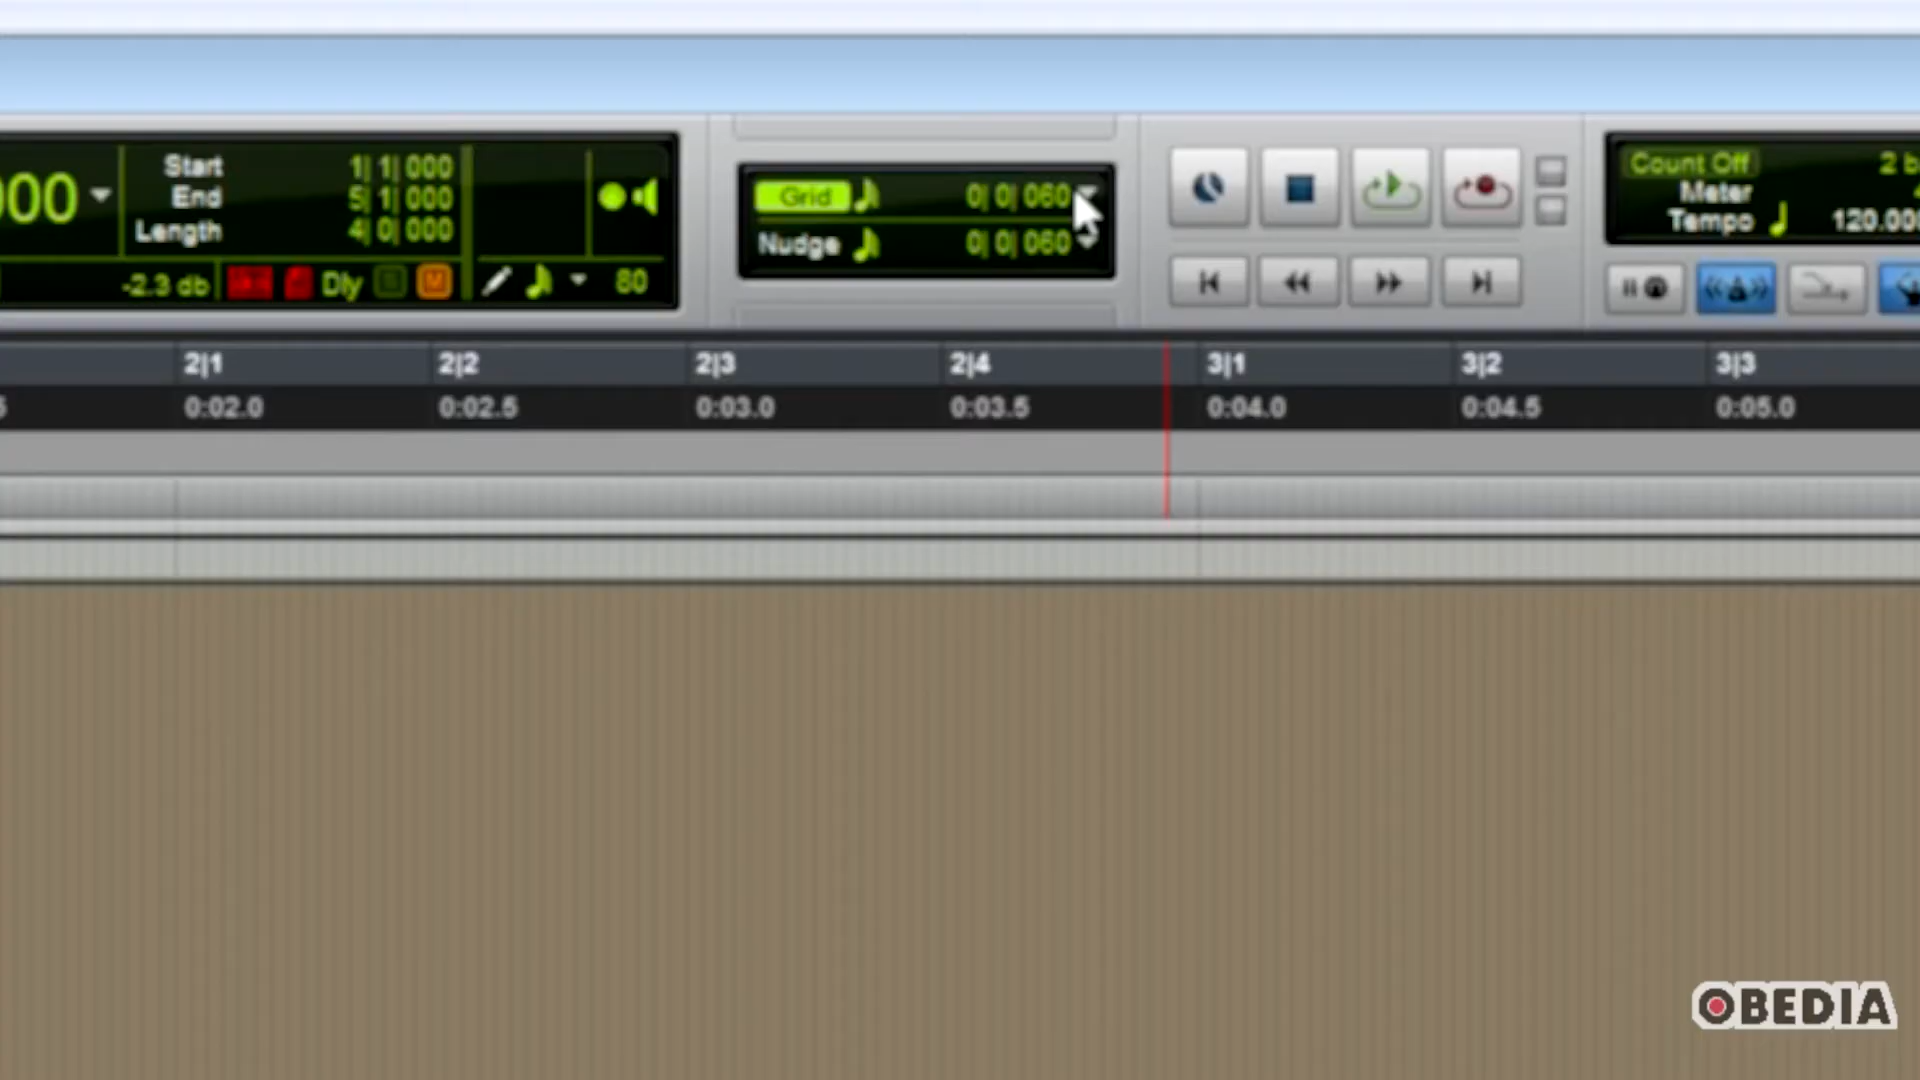 000
Start 1| 1| 000
End 5| 1| 000
Length 4| 0| 000
-2.3 db Dly M 80
Grid 0| 0| 060
Nudge 0| 0| 060
Count Off 2 b
Meter
Tempo 120.000
2|1 2|2 2|3 2|4 3|1 3|2 3|3
0:02.0 0:02.5 0:03.0 0:03.5 0:04.0 0:04.5 0:05.0
OBEDIA